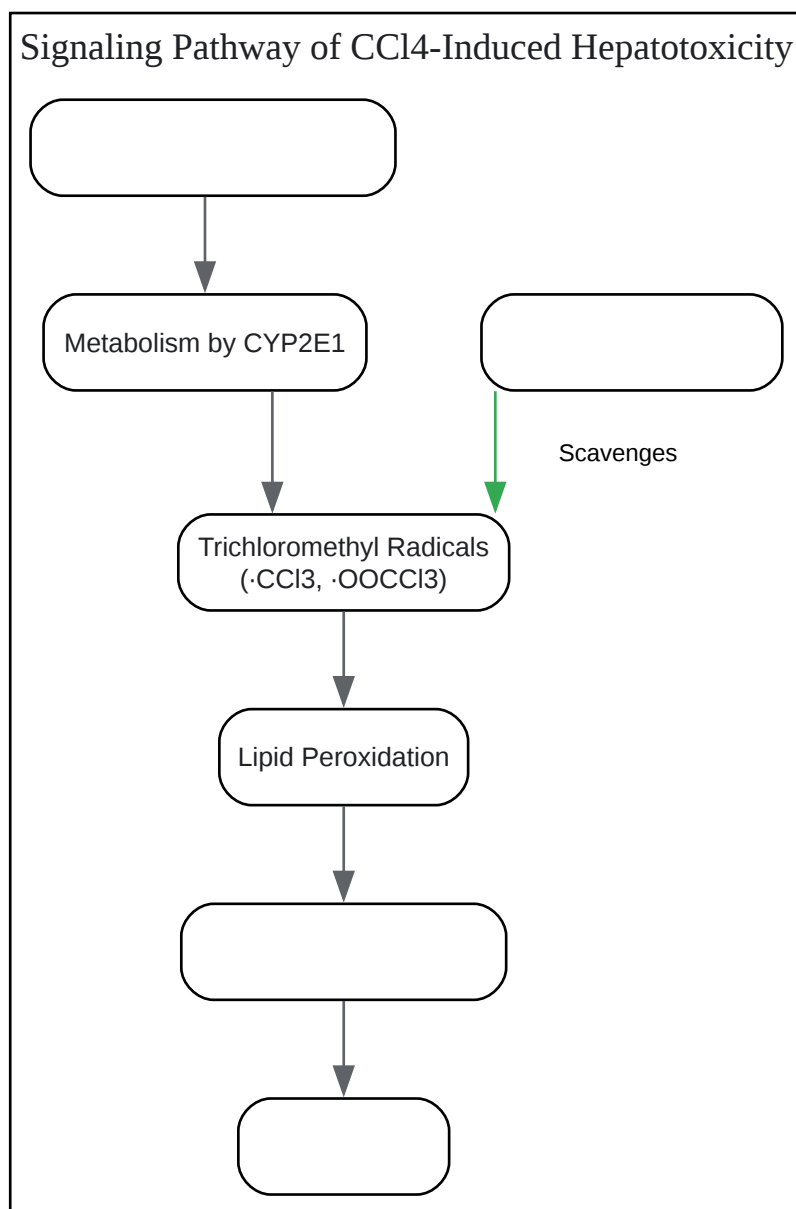 Signaling Pathway of CCl4-Induced Hepatotoxicity
Metabolism by CYP2E1
Scavenges
Trichloromethyl Radicals
(·CCl3, ·OOCCl3)
Lipid Peroxidation